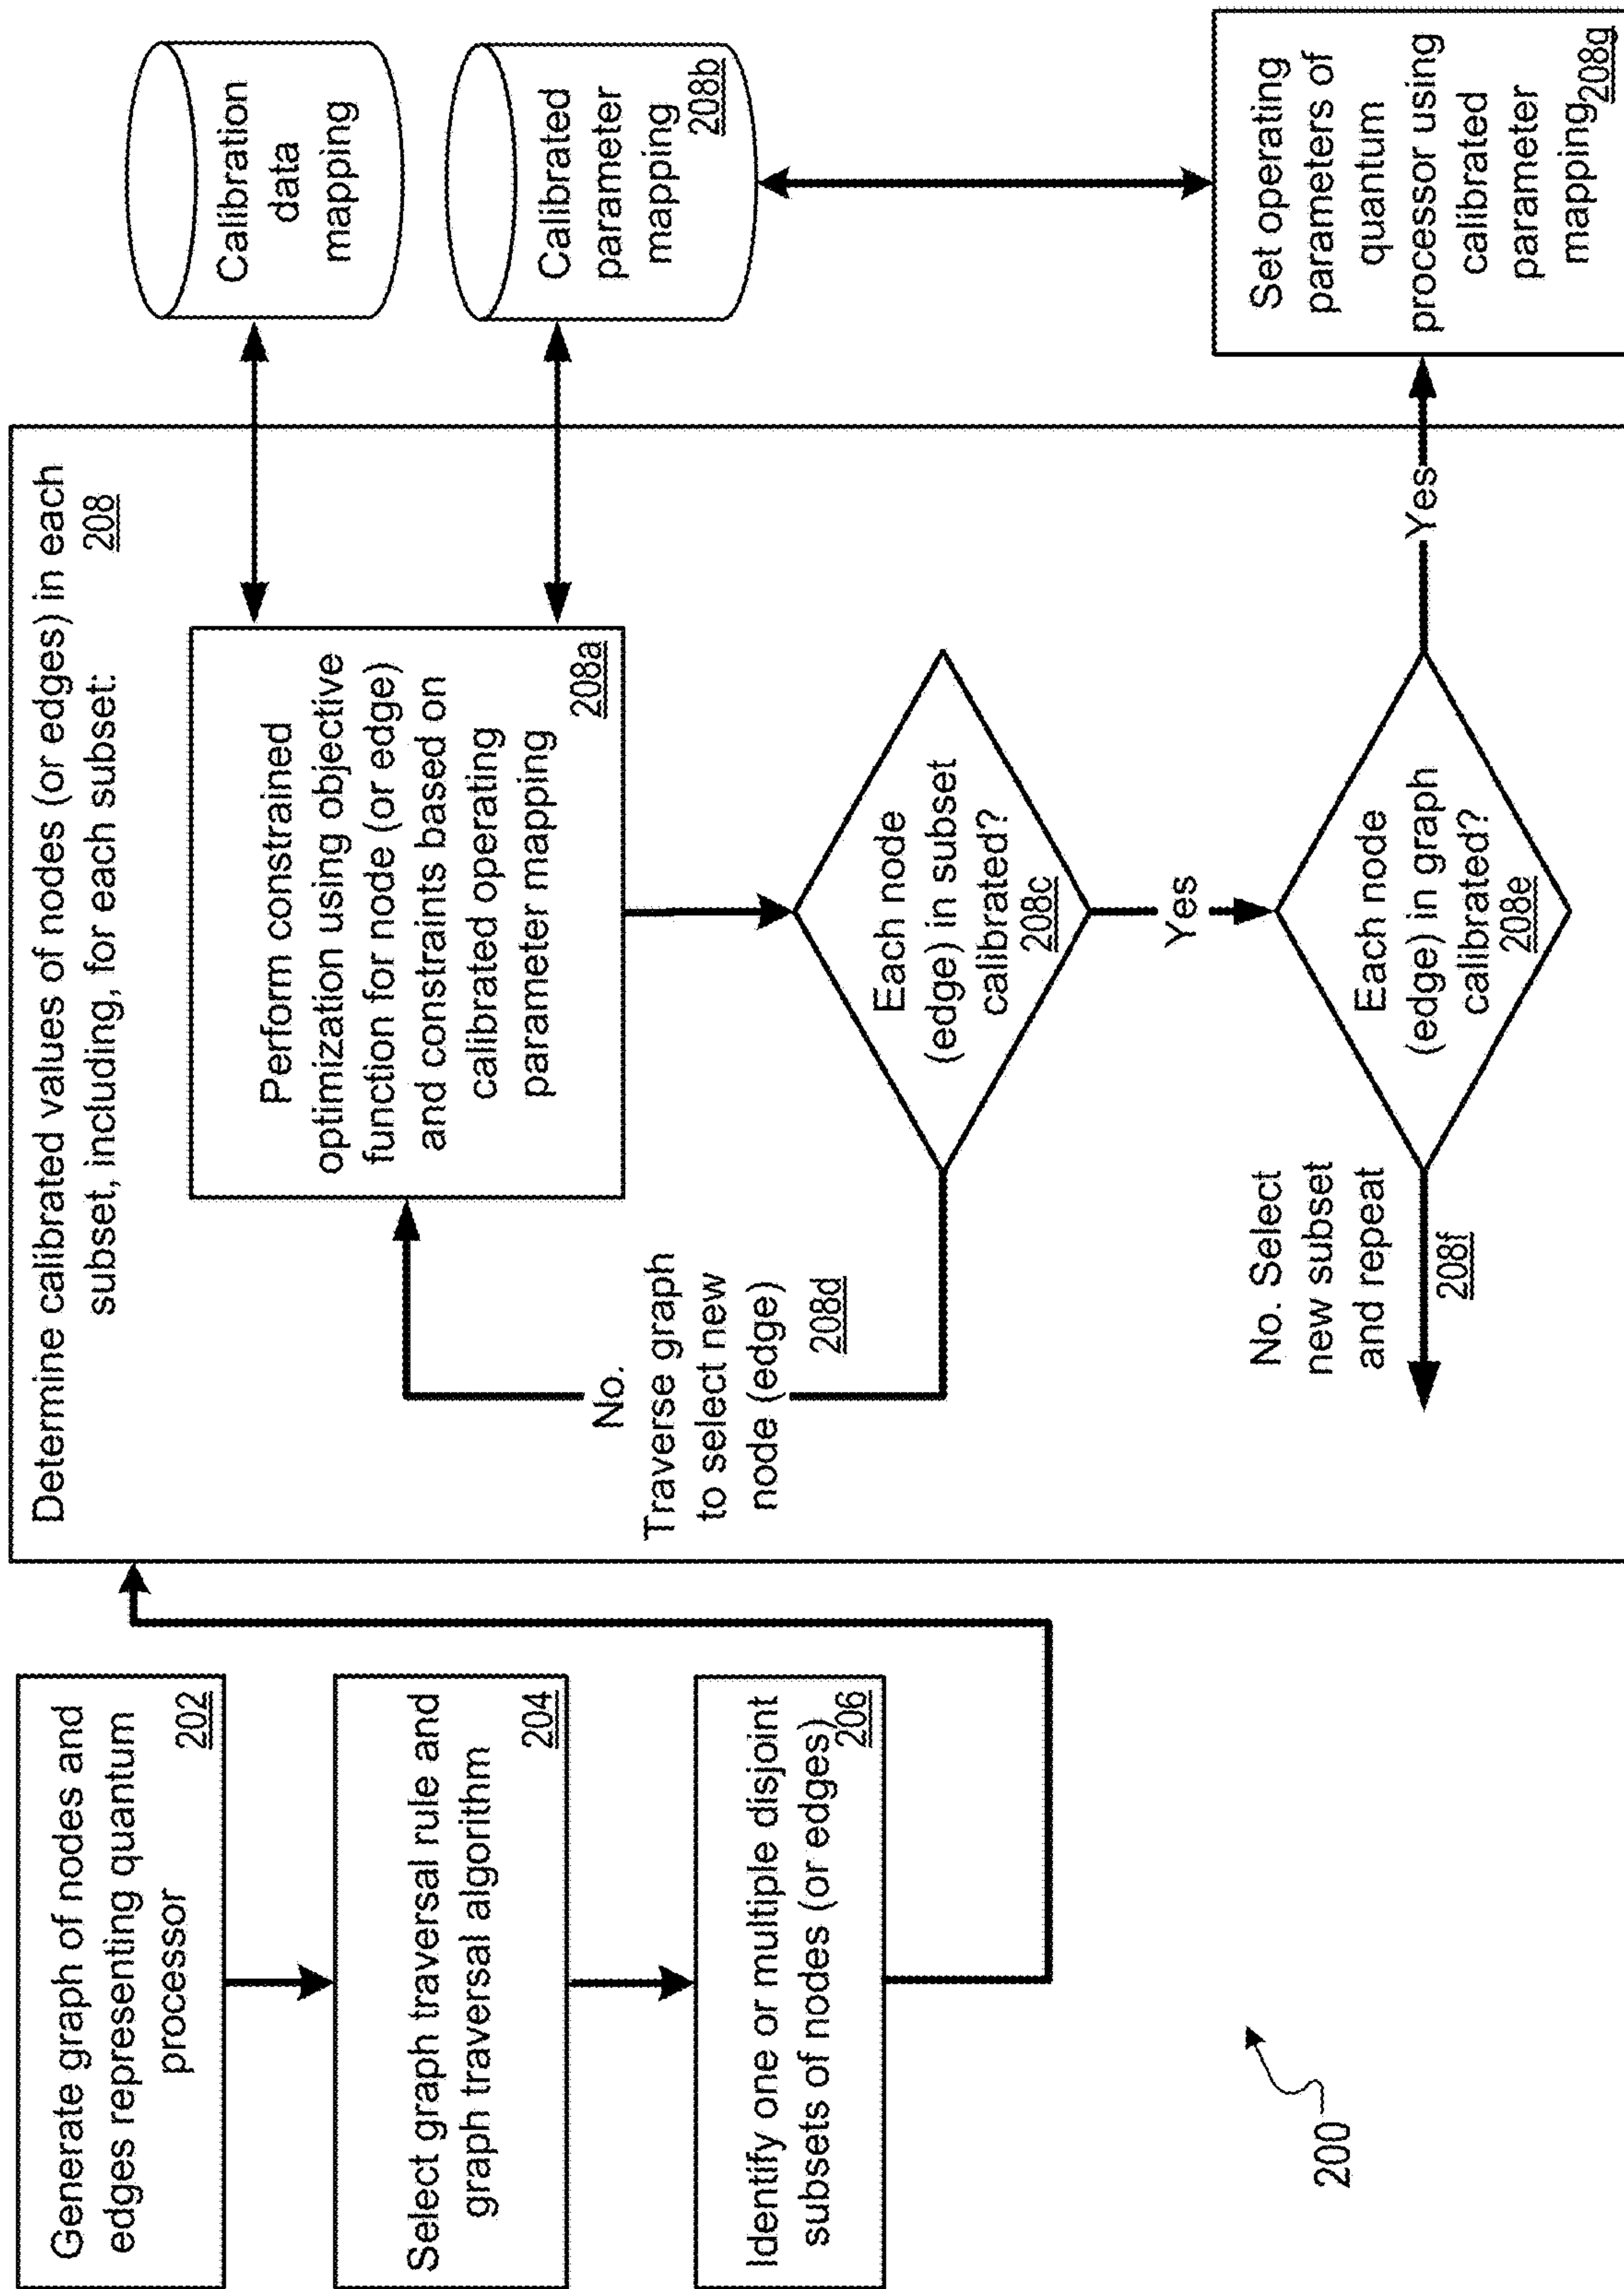 Generate graph of nodes and
edges representing quantum
processor
202
Select graph traversal rule and
graph traversal algorithm
204
Identify one or multiple disjoint
subsets of nodes (or edges)
206
200
Determine calibrated values of nodes (or edges) in each
subset, including, for each subset:
208
Perform constrained
optimization using objective
function for node (or edge)
and constraints based on
calibrated operating
parameter mapping
208a
No.
Traverse graph
to select new
node (edge)
208d
Each node
(edge) in subset
calibrated?
208c
Yes
Each node
(edge) in graph
calibrated?
208e
No. Select
new subset
and repeat
208f
Yes
Calibration
data
mapping
Calibrated
parameter
mapping
208b
Set operating
parameters of
quantum
processor using
calibrated
parameter
mapping
208g